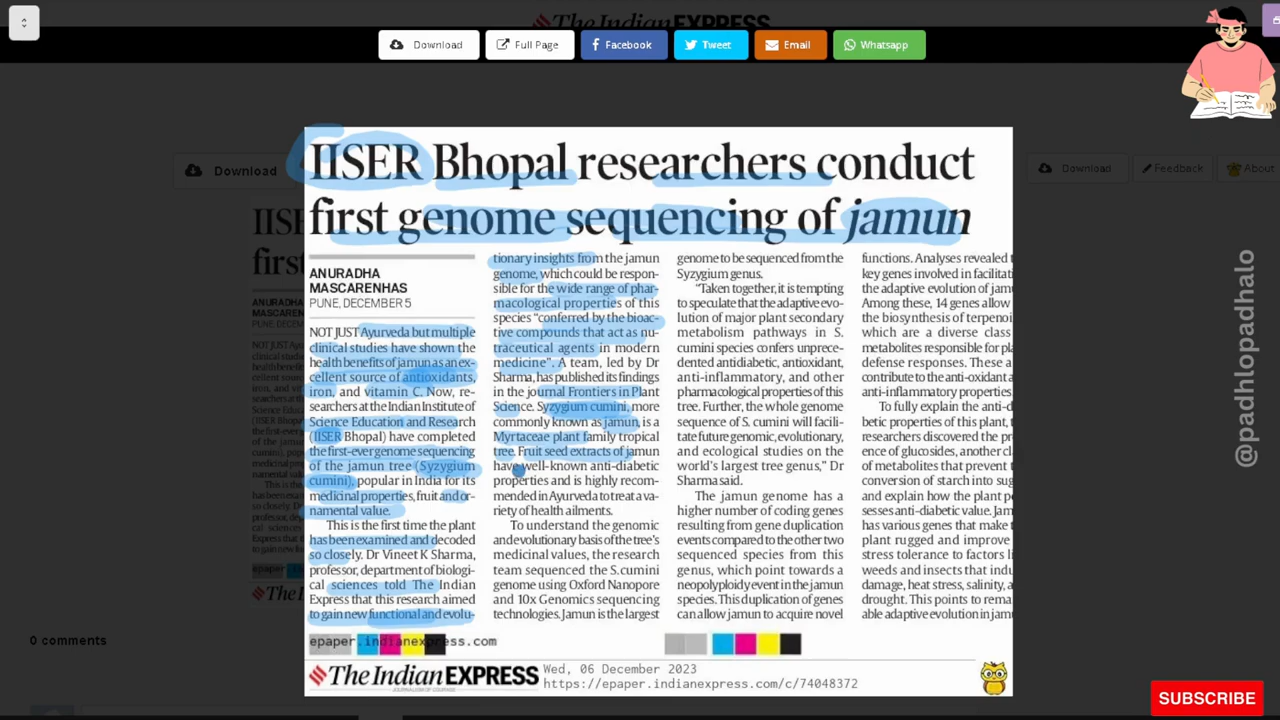 The Indian EXPRESS
Download
Full Page
Facebook
Tweet
Email
Whatsapp
Download
Download
Feedback
About
IISER Bhopal researchers conduct
first genome sequencing of jamun
ANURADHA
MASCARENHAS
PUNE, DECEMBER 5
NOT JUST Ayurveda but multiple
clinical studies have shown the
health benefits of jamun as an ex-
cellent source of antioxidants,
iron, and vitamin C. Now, re-
searchers at the Indian Institute of
Science Education and Research
(IISER Bhopal) have completed
the first-ever genome sequencing
of the jamun tree (Syzygium
cumini), popular in India for its
medicinal properties, fruit and or-
namental value.
This is the first time the plant
has been examined and decoded
so closely. Dr Vineet K Sharma,
professor, department of biologi-
cal sciences told The Indian
Express that this research aimed
to gain new functional and evolu-
tionary insights from the jamun
genome, which could be respon-
sible for the wide range of phar-
macological properties of this
species “conferred by the bioac-
tive compounds that act as nu-
traceutical agents in modern
medicine”. A team, led by Dr
Sharma, has published its findings
in the journal Frontiers in Plant
Science. Syzygium cumini, more
commonly known as jamun, is a
Myrtaceae plant family tropical
tree. Fruit seed extracts of jamun
have well-known anti-diabetic
properties and is highly recom-
mended in Ayurveda to treat a va-
riety of health ailments.
To understand the genomic
and evolutionary basis of the tree's
medicinal values, the research
team sequenced the S.cumini
genome using Oxford Nanopore
and 10x Genomics sequencing
technologies. Jamun is the largest
genome to be sequenced from the
Syzygium genus.
“Taken together, it is tempting
to speculate that the adaptive evo-
lution of major plant secondary
metabolism pathways in S.
cumini species confers unprece-
dented antidiabetic, antioxidant,
anti-inflammatory, and other
pharmacological properties of this
tree. Further, the whole genome
sequence of S. cumini will facili-
tate future genomic, evolutionary,
and ecological studies on the
world's largest tree genus,” Dr
Sharma said.
The jamun genome has a
higher number of coding genes
resulting from gene duplication
events compared to the other two
sequenced species from this
genus, which point towards a
neopolyploidy event in the jamun
species. This duplication of genes
can allow jamun to acquire novel
functions. Analyses revealed
key genes involved in
the adaptive evolution of
Among these, 14 genes allow
the biosynthesis of
which are a diverse class
metabolites responsible for
defense responses. These
contribute to the anti-oxidant
anti-inflammatory properties
To fully explain the
betic properties of this plant,
researchers discovered the
ence of glucosides, another
of metabolites that prevent
conversion of starch into
and explain how the plant
sesses anti-diabetic value.
has various genes that make
plant rugged and improve
stress tolerance to factors
weeds and insects that
damage, heat stress, salinity,
drought. This points to
able adaptive evolution in
epaper.indianexpress.com
The Indian EXPRESS
JOURNALISM OF COURAGE
Wed, 06 December 2023
https://epaper.indianexpress.com/c/74048372
0 comments
@padhlopadhalo
SUBSCRIBE